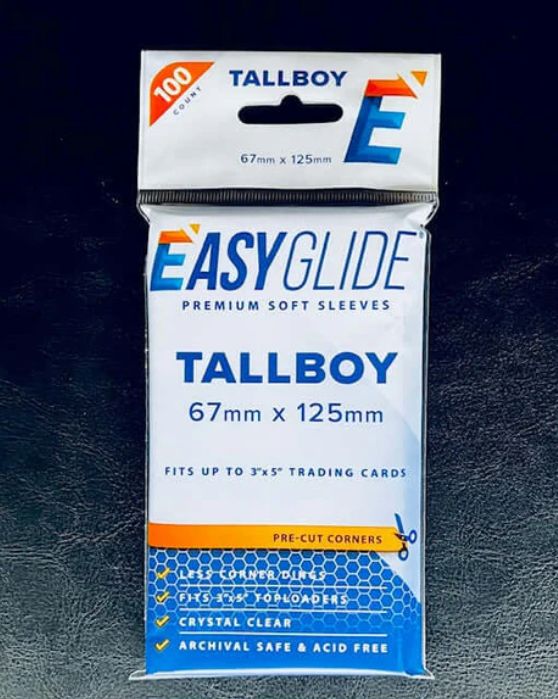 100
COUNT
TALLBOY
E
67mm x 125mm
EASYGLIDE
PREMIUM SOFT SLEEVES
TALLBOY
67mm x 125mm
FITS UP TO 3"x5" TRADING CARDS
PRE-CUT CORNERS
LESS CORNER DINGS
FITS 3"x5" TOPLOADERS
CRYSTAL CLEAR
ARCHIVAL SAFE & ACID FREE